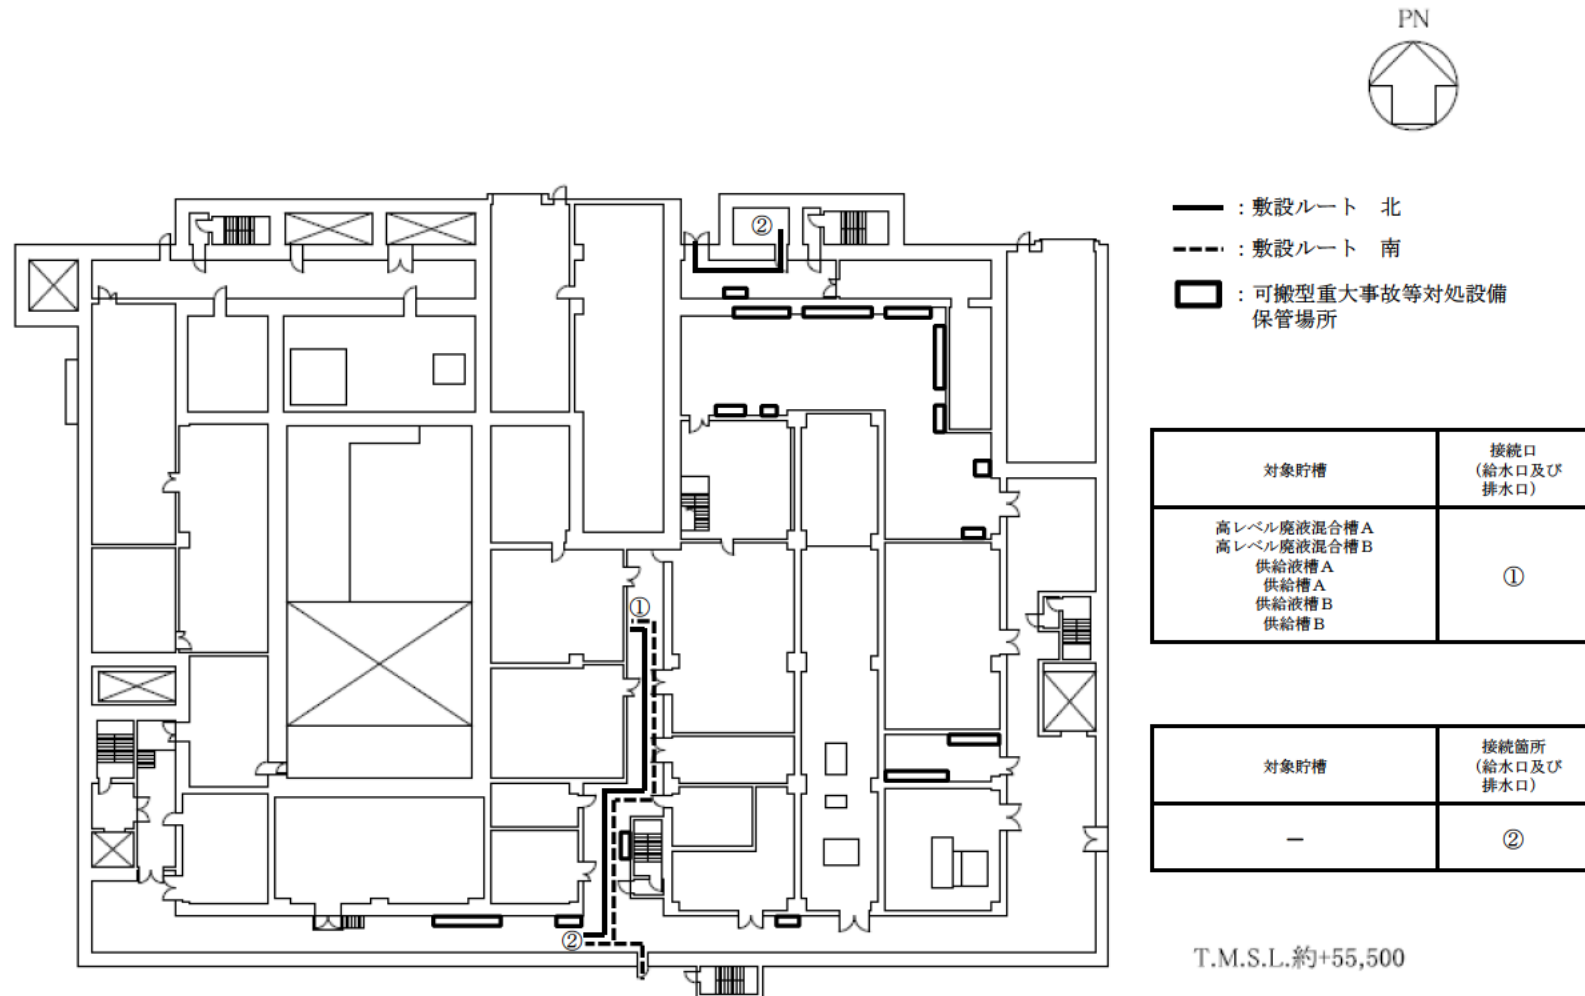 PN
：敷設ルート　北
：敷設ルート　南
：可搬型重大事故等対処設備
保管場所
②
①
②
対象貯槽
接続口
（給水口及び
排水口）
高レベル廃液混合槽A
高レベル廃液混合槽B
供給液槽A
供給槽A
供給液槽B
供給槽B
①
対象貯槽
接続箇所
（給水口及び
排水口）
－
②
T.M.S.L.約+55,500